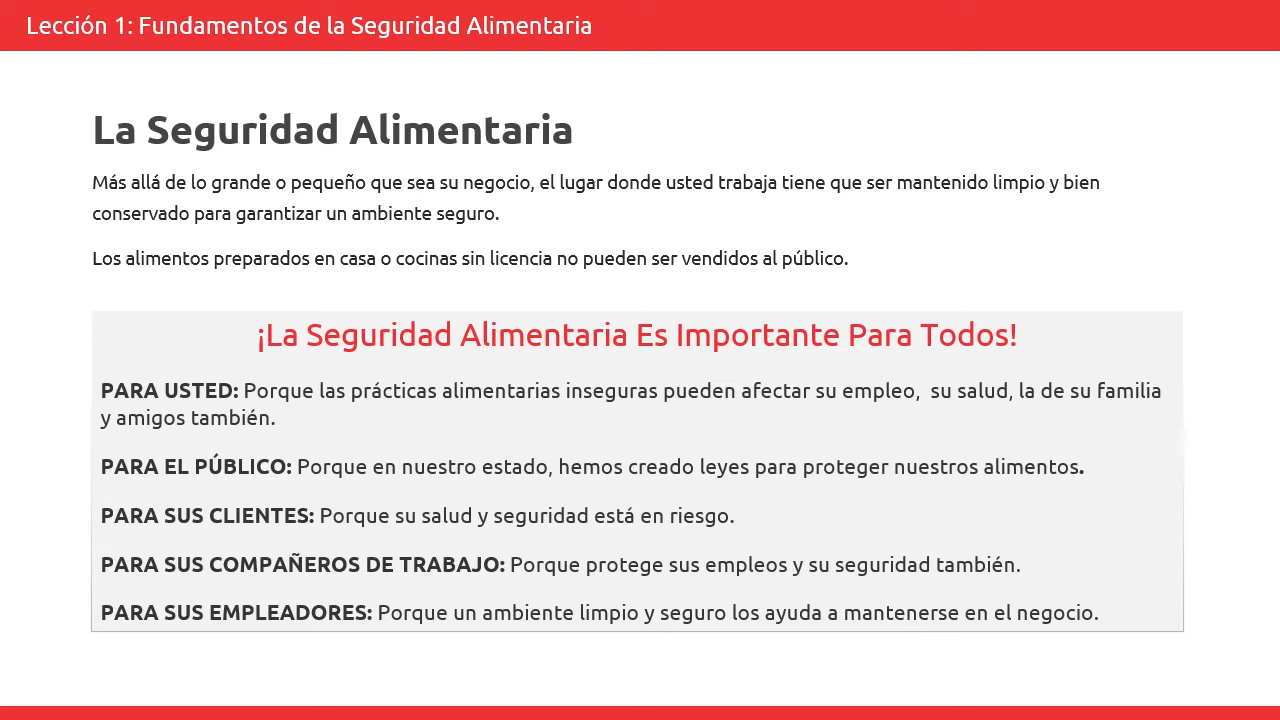 Lección 1: Fundamentos de la Seguridad Alimentaria
La Seguridad Alimentaria
Más allá de lo grande o pequeño que sea su negocio, el lugar donde usted trabaja tiene que ser mantenido limpio y bien
conservado para garantizar un ambiente seguro.
Los alimentos preparados en casa o cocinas sin licencia no pueden ser vendidos al público.
¡La Seguridad Alimentaria Es Importante Para Todos!
PARA USTED: Porque las prácticas alimentarias inseguras pueden afectar su empleo,  su salud, la de su familia
y amigos también.
PARA EL PÚBLICO: Porque en nuestro estado, hemos creado leyes para proteger nuestros alimentos.
PARA SUS CLIENTES: Porque su salud y seguridad está en riesgo.
PARA SUS COMPAÑEROS DE TRABAJO: Porque protege sus empleos y su seguridad también.
PARA SUS EMPLEADORES: Porque un ambiente limpio y seguro los ayuda a mantenerse en el negocio.